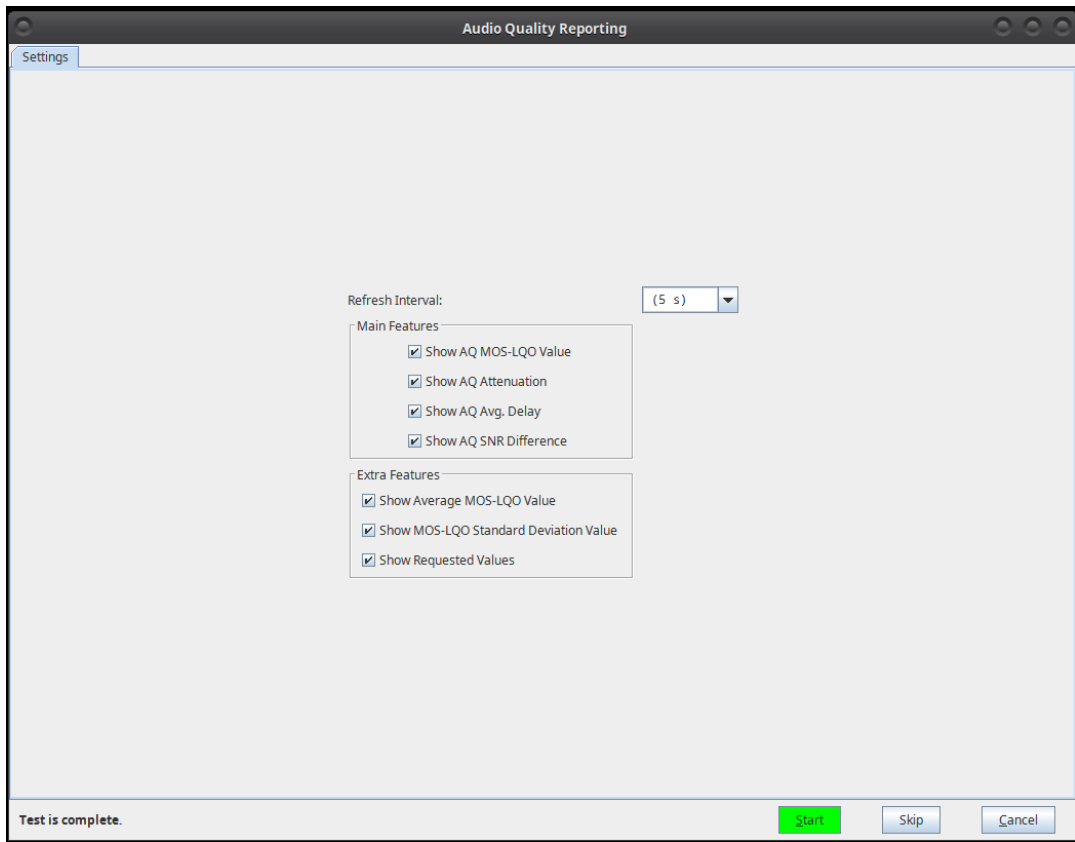 Audio Quality Reporting
Settings
Refresh Interval: (5 s)
Main Features
Show AQ MOS-LQO Value
Show AQ Attenuation
Show AQ Avg. Delay
Show AQ SNR Difference
Extra Features
Show Average MOS-LQO Value
Show MOS-LQO Standard Deviation Value
Show Requested Values
Test is complete. Start Skip Cancel